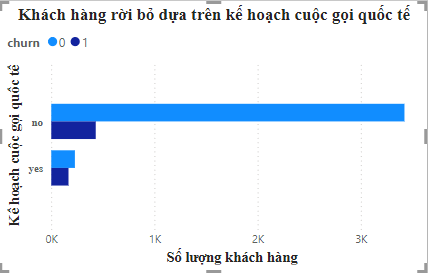 Khách hàng rời bỏ dựa trên kế hoạch cuộc gọi quốc tế
churn 0 1
Kế hoạch cuộc gọi quốc tế
no
yes
0K 1K 2K 3K
Số lượng khách hàng